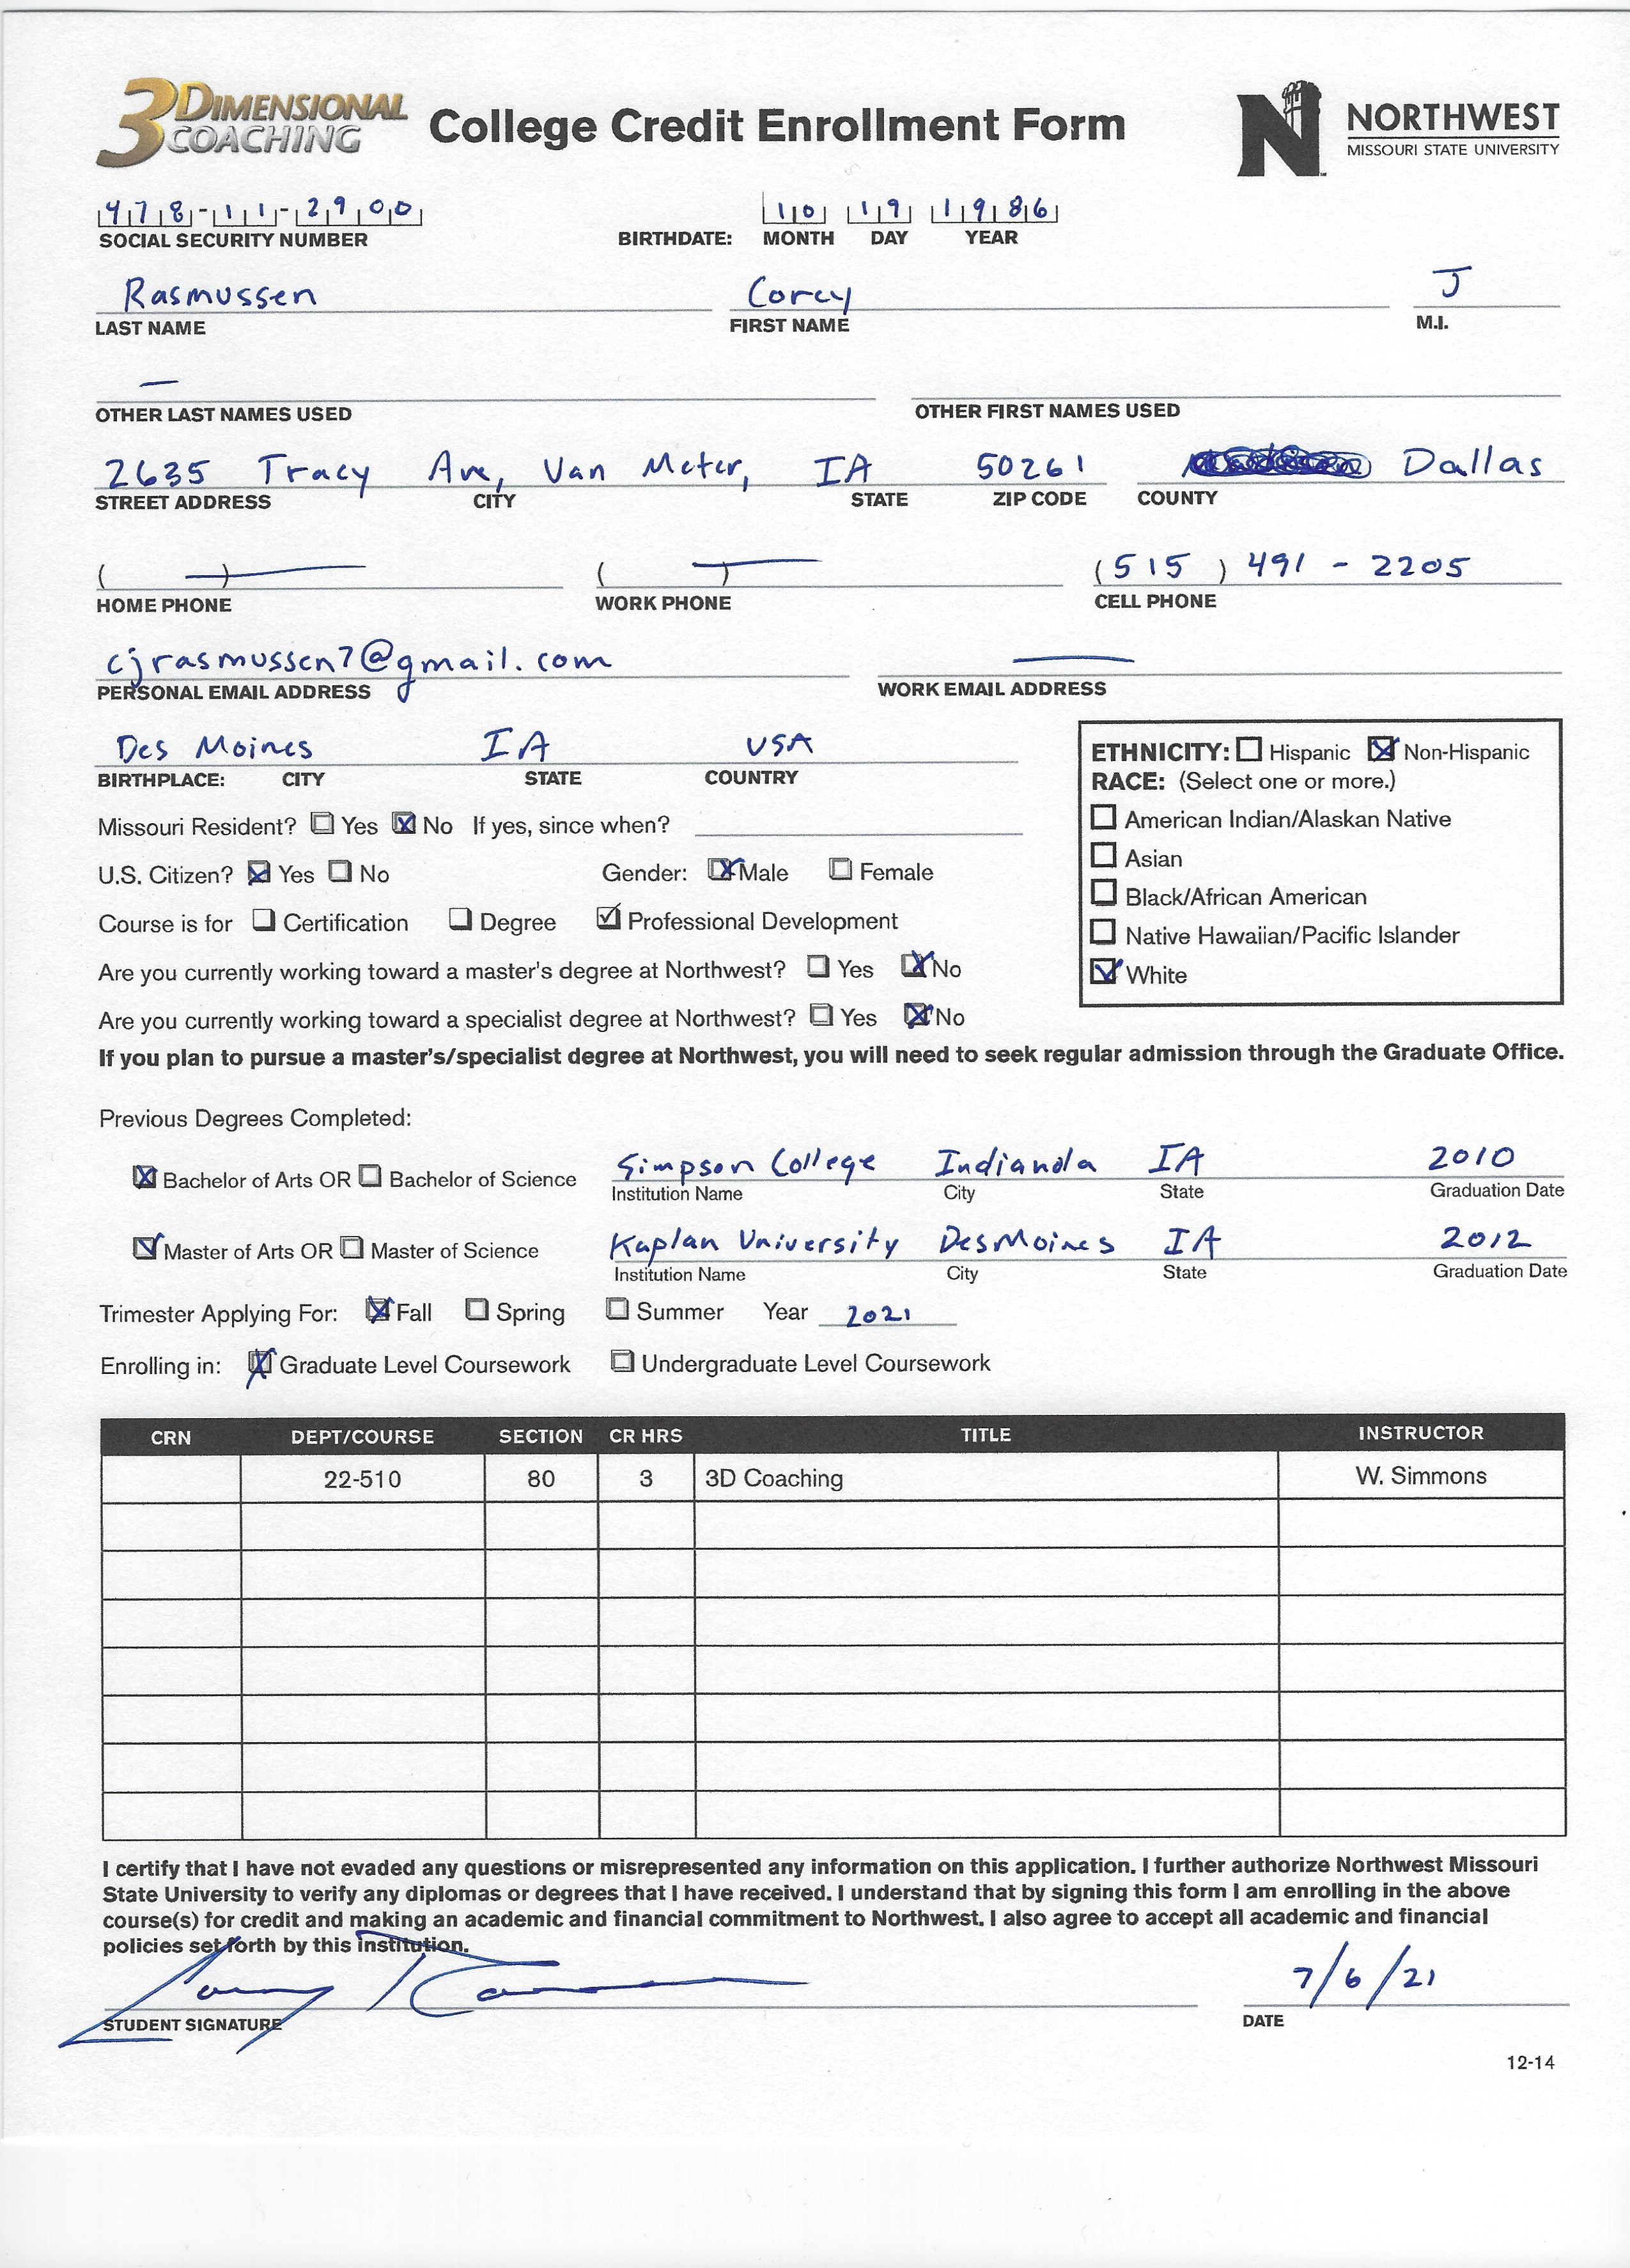 3DIMENSIONAL COACHING College Credit Enrollment Form N NORTHWEST
MISSOURI STATE UNIVERSITY
478-11-2900 10 19 1986
SOCIAL SECURITY NUMBER BIRTHDATE: MONTH DAY YEAR
Rasmussen Corey J
LAST NAME FIRST NAME M.I.
—
OTHER LAST NAMES USED OTHER FIRST NAMES USED
2635 Tracy Ave, Van Meter, IA 50261 Dallas
STREET ADDRESS CITY STATE ZIP CODE COUNTY
( ) ( ) (515) 491-2205
HOME PHONE WORK PHONE CELL PHONE
cjrasmussen7@gmail.com —
PERSONAL EMAIL ADDRESS WORK EMAIL ADDRESS
Des Moines IA USA
BIRTHPLACE: CITY STATE COUNTRY
ETHNICITY: ☐ Hispanic ☒ Non-Hispanic
RACE: (Select one or more.)
☐ American Indian/Alaskan Native
☐ Asian
☐ Black/African American
☐ Native Hawaiian/Pacific Islander
☒ White
Missouri Resident? ☐ Yes ☒ No If yes, since when?
U.S. Citizen? ☒ Yes ☐ No Gender: ☒ Male ☐ Female
Course is for ☐ Certification ☐ Degree ☑ Professional Development
Are you currently working toward a master's degree at Northwest? ☐ Yes ☒ No
Are you currently working toward a specialist degree at Northwest? ☐ Yes ☒ No
If you plan to pursue a master's/specialist degree at Northwest, you will need to seek regular admission through the Graduate Office.
Previous Degrees Completed:
☒ Bachelor of Arts OR ☐ Bachelor of Science Simpson College Indianola IA 2010
Institution Name City State Graduation Date
☒ Master of Arts OR ☐ Master of Science Kaplan University Des Moines IA 2012
Institution Name City State Graduation Date
Trimester Applying For: ☒ Fall ☐ Spring ☐ Summer Year 2021
Enrolling in: ☒ Graduate Level Coursework ☐ Undergraduate Level Coursework
CRN DEPT/COURSE SECTION CR HRS TITLE INSTRUCTOR
22-510 80 3 3D Coaching W. Simmons
I certify that I have not evaded any questions or misrepresented any information on this application. I further authorize Northwest Missouri
State University to verify any diplomas or degrees that I have received. I understand that by signing this form I am enrolling in the above
course(s) for credit and making an academic and financial commitment to Northwest. I also agree to accept all academic and financial
policies set forth by this institution.
7/6/21
STUDENT SIGNATURE DATE
12-14